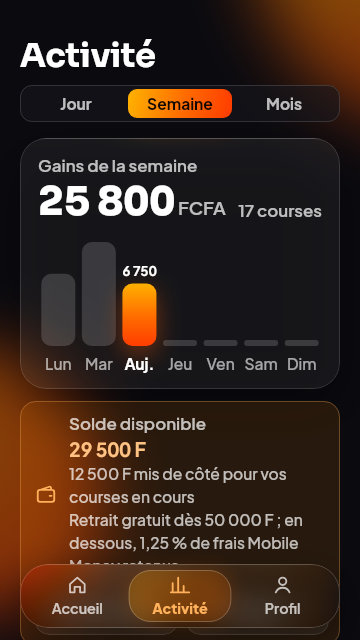 Activité
Jour Semaine Mois
Gains de la semaine
25 800 FCFA 17 courses
6 750
Lun Mar Auj. Jeu Ven Sam Dim
Solde disponible
29 500 F
12 500 F mis de côté pour vos
courses en cours
Retrait gratuit dès 50 000 F ; en
dessous, 1,25 % de frais Mobile
Accueil Activité Profil